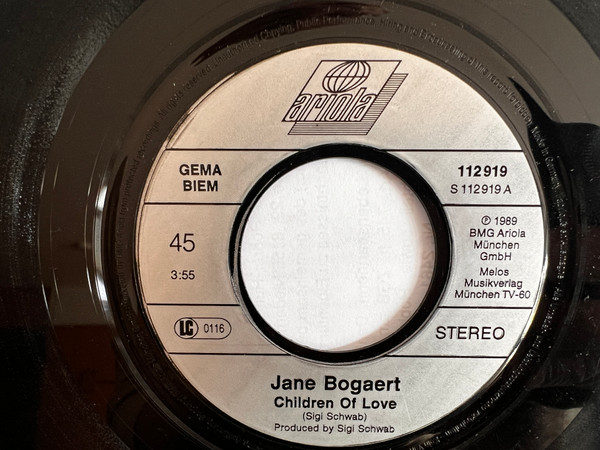 ariola
GEMA
BIEM
112919
S 112919 A
45
3:55
℗ 1989
BMG Ariola
München
GmbH
Melos
Musikverlag
München TV-60
LC 0116
STEREO
Jane Bogaert
Children Of Love
(Sigi Schwab)
Produced by Sigi Schwab